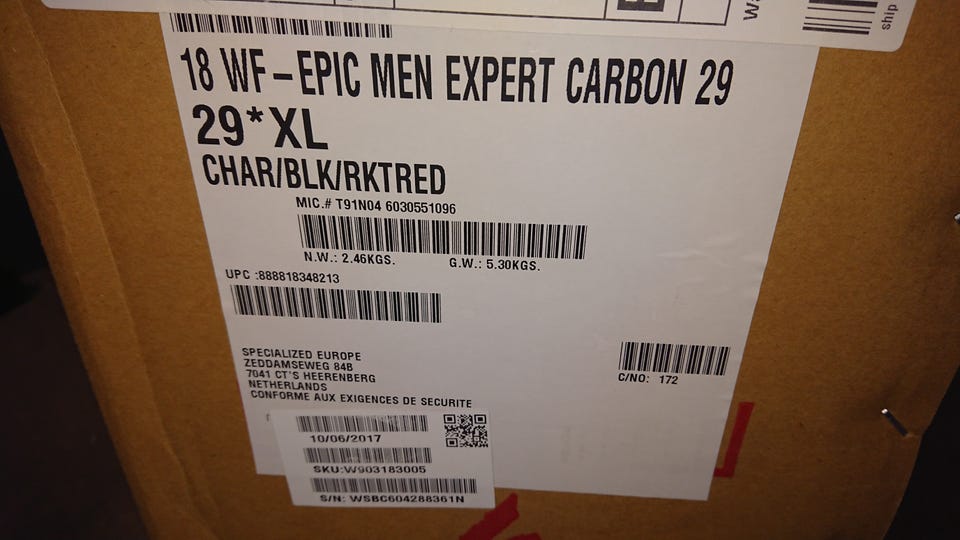 ship
18 WF-EPIC MEN EXPERT CARBON 29
29*XL
CHAR/BLK/RKTRED
MIC.# T91N04 6030551096
N.W.: 2.46KGS. G.W.: 5.30KGS.
UPC :888818348213
SPECIALIZED EUROPE
ZEDDAMSEWEG 84B
7041 CT'S HEERENBERG
NETHERLANDS
CONFORME AUX EXIGENCES DE SECURITE
C/NO: 172
10/06/2017
SKU:W903183005
S/N: WSBC604288361N